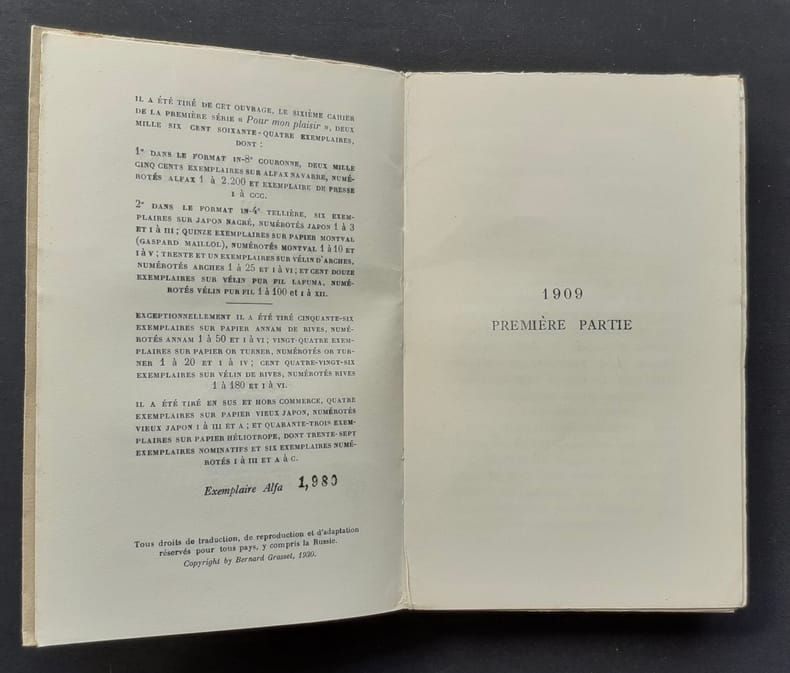 IL A ÉTÉ TIRÉ DE CET OUVRAGE, LE SIXIÈME CAHIER
DE LA PREMIÈRE SÉRIE « Pour mon plaisir », DEUX
MILLE SIX CENT SOIXANTE-QUATRE EXEMPLAIRES,
DONT :
1º DANS LE FORMAT IN-8º COURONNE, DEUX MILLE
CINQ CENTS EXEMPLAIRES SUR ALFAX NAVARRE, NUMÉ-
ROTÉS ALFAX 1 à 2.200 ET EXEMPLAIRE DE PRESSE
I à CCC.
2º DANS LE FORMAT IN-4º TELLIÈRE, SIX EXEM-
PLAIRES SUR JAPON NACRÉ, NUMÉROTÉS JAPON 1 à 3
ET I à III ; QUINZE EXEMPLAIRES SUR PAPIER MONTVAL
(GASPARD MAILLOL), NUMÉROTÉS MONTVAL 1 à 10 ET
I à V ; TRENTE ET UN EXEMPLAIRES SUR VÉLIN D'ARCHES,
NUMÉROTÉS ARCHES 1 à 25 ET I à VI ; ET CENT DOUZE
EXEMPLAIRES SUR VÉLIN PUR FIL LAFUMA, NUMÉ-
ROTÉS VÉLIN PUR FIL 1 à 100 et I à XII.
EXCEPTIONNELLEMENT IL A ÉTÉ TIRÉ CINQUANTE-SIX
EXEMPLAIRES SUR PAPIER ANNAM DE RIVES, NUMÉ-
ROTÉS ANNAM 1 à 50 ET I à VI ; VINGT-QUATRE EXEM-
PLAIRES SUR PAPIER OR TURNER, NUMÉROTÉS OR TUR-
NER 1 à 20 ET I à IV ; CENT QUATRE-VINGT-SIX
EXEMPLAIRES SUR VÉLIN DE RIVES, NUMÉROTÉS RIVES
1 à 180 ET I à VI.
IL A ÉTÉ TIRÉ EN SUS ET HORS COMMERCE, QUATRE
EXEMPLAIRES SUR PAPIER VIEUX JAPON, NUMÉROTÉS
VIEUX JAPON I à III ET A ; ET QUARANTE-TROIS EXEM-
PLAIRES SUR PAPIER HÉLIOTROPE, DONT TRENTE-SEPT
EXEMPLAIRES NOMINATIFS ET SIX EXEMPLAIRES NUMÉ-
ROTÉS I à III ET A à C.
Exemplaire Alfa 1,980
Tous droits de traduction, de reproduction et d'adaptation
réservés pour tous pays, y compris la Russie.
Copyright by Bernard Grasset, 1930.
1909
PREMIÈRE PARTIE